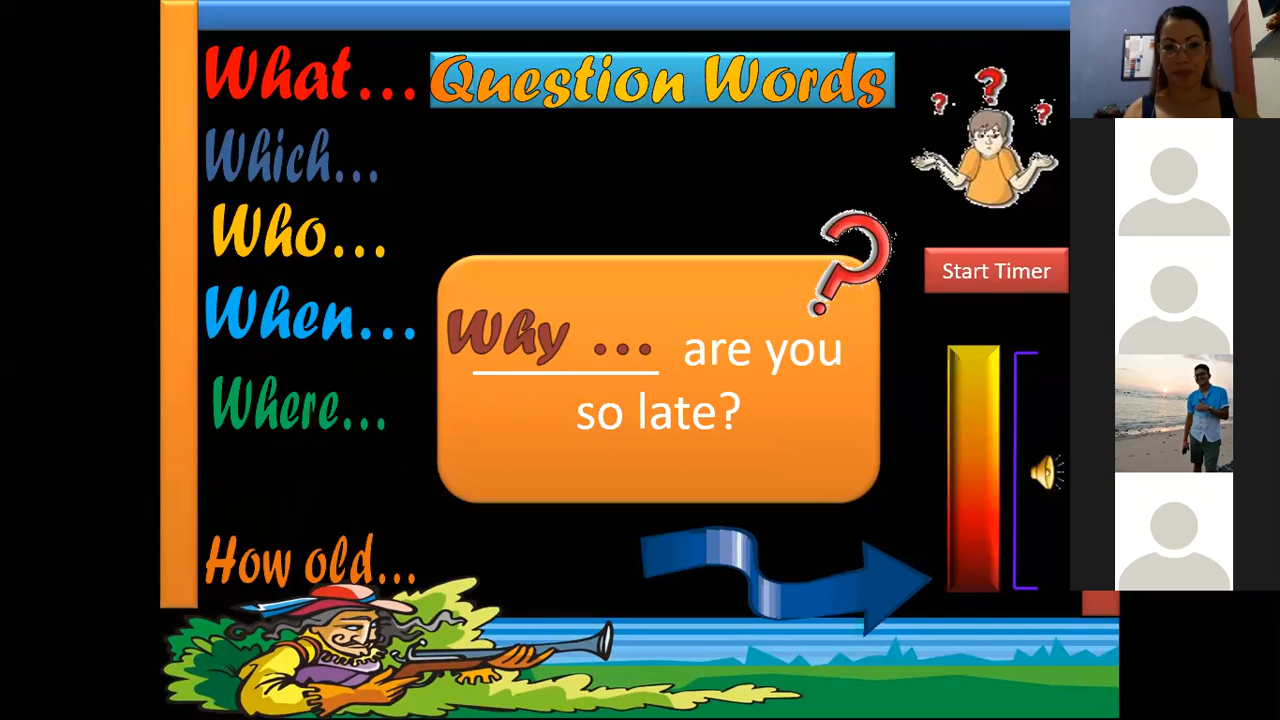 Question Words
What...
Which...
Who...
When...
Where...
How old...
Why ... are you
so late?
Start Timer